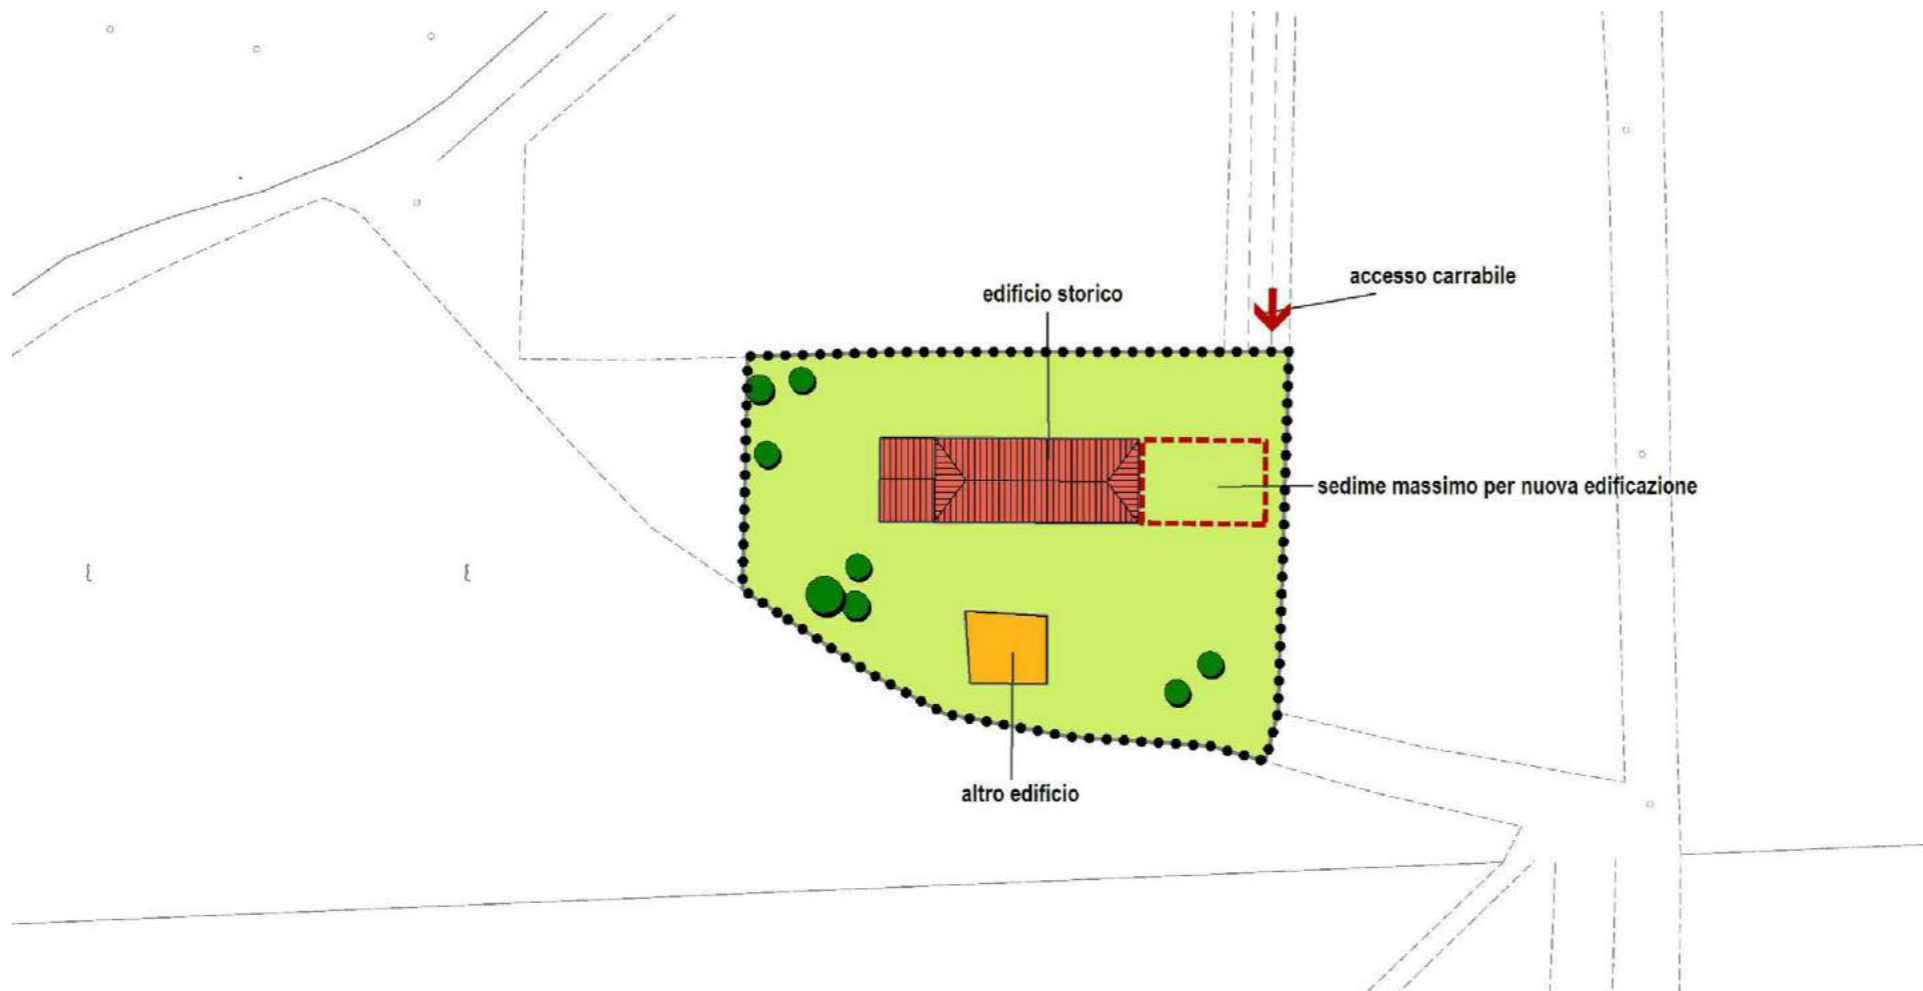 accesso carrabile
edificio storico
sedime massimo per nuova edificazione
altro edificio